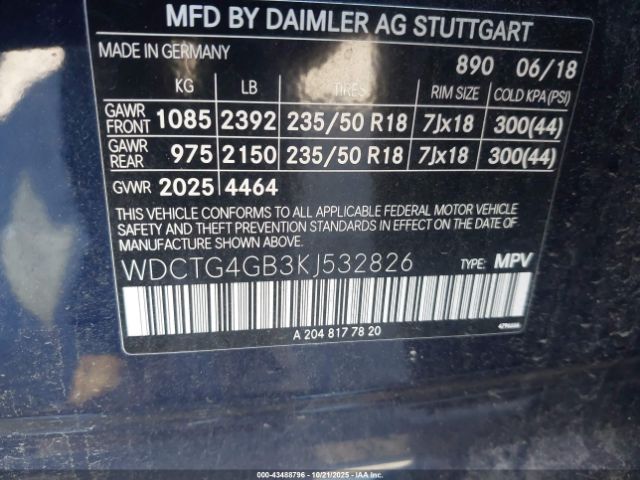 MFD BY DAIMLER AG STUTTGART
MADE IN GERMANY 890 06/18
KG LB TIRES RIM SIZE COLD KPA(PSI)
GAWR FRONT 1085 2392 235/50 R18 7Jx18 300(44)
GAWR REAR 975 2150 235/50 R18 7Jx18 300(44)
GVWR 2025 4464
THIS VEHICLE CONFORMS TO ALL APPLICABLE FEDERAL MOTOR VEHICLE
SAFETY AND THEFT PREVENTION STANDARDS IN EFFECT ON THE DATE OF
MANUFACTURE SHOWN ABOVE.
WDCTG4GB3KJ532826 TYPE: MPV
A 204 817 78 20
000-43488796 - 10/21/2025 - COPART.COM